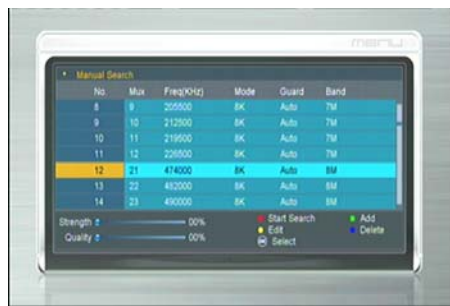 menu
Manual Search
No. Mux Freq(KHz) Mode Guard Band
8 9 205500 8K Auto 7M
9 10 212500 8K Auto 7M
10 11 219500 8K Auto 7M
11 12 226500 8K Auto 7M
12 21 474000 8K Auto 8M
13 22 482000 8K Auto 8M
14 23 490000 8K Auto 8M
Strength 00% Start Search Add
Quality 00% Edit Delete
Select